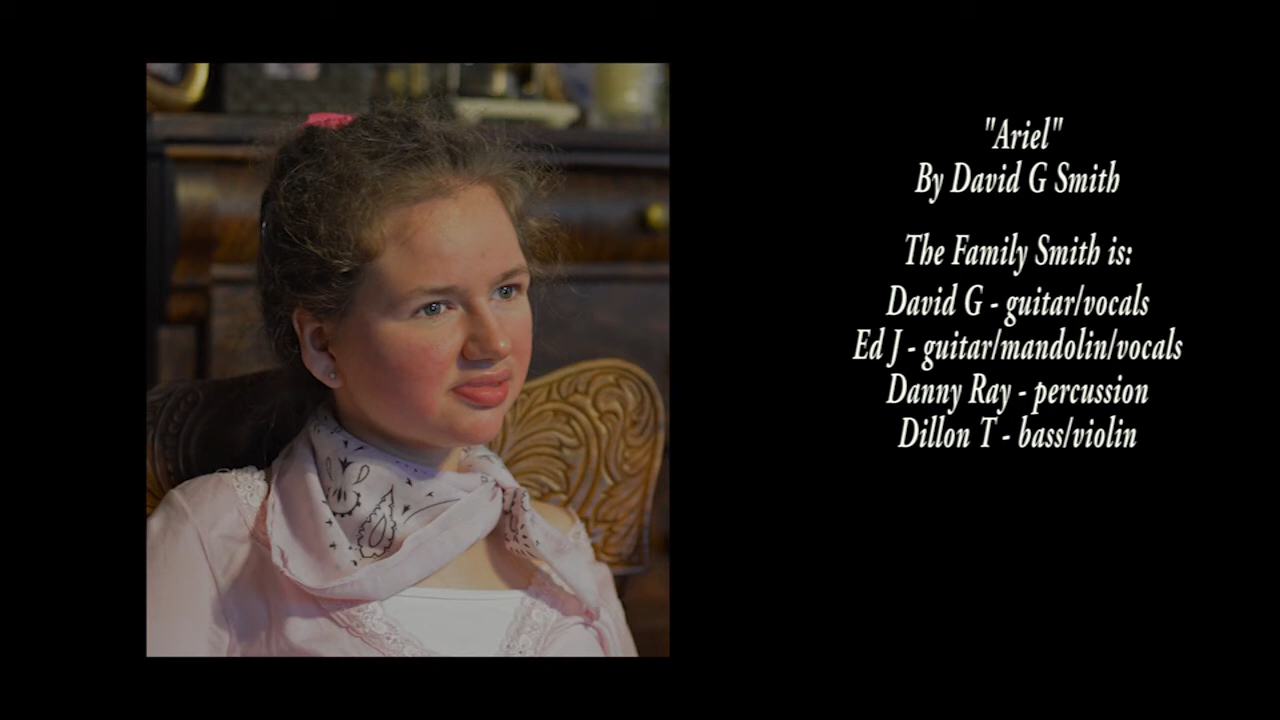 "Ariel"
By David G Smith
The Family Smith is:
David G - guitar/vocals
Ed J - guitar/mandolin/vocals
Danny Ray - percussion
Dillon T - bass/violin